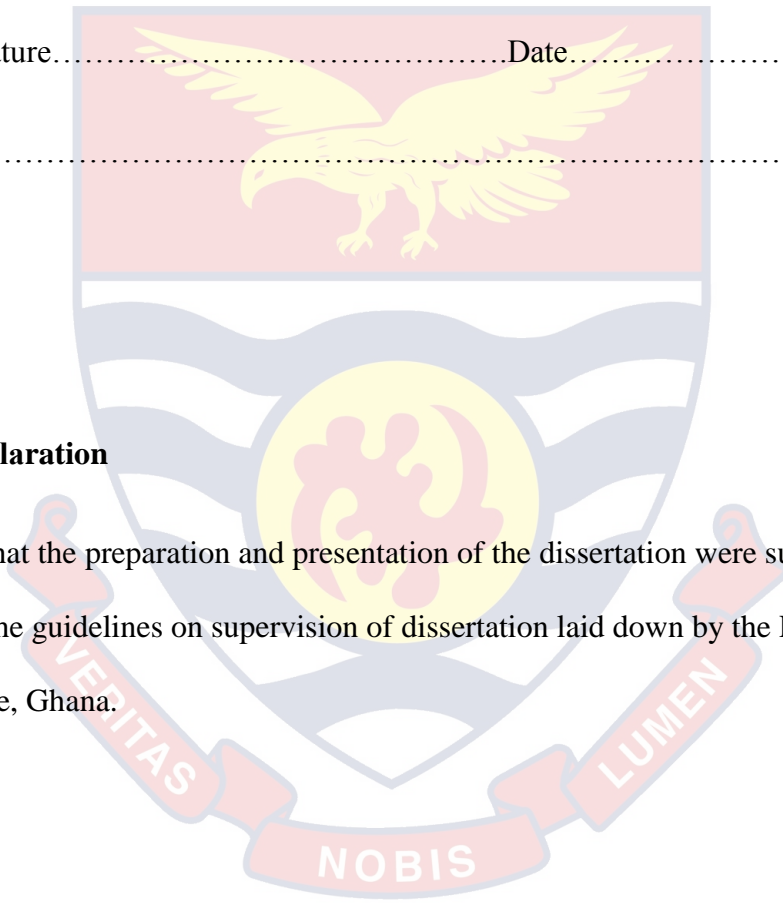 ture…………………………………….Date…………………
………………………………………………………………
laration
hat the preparation and presentation of the dissertation were su
he guidelines on supervision of dissertation laid down by the
e, Ghana.
VERITAS
NOBIS
LUMEN